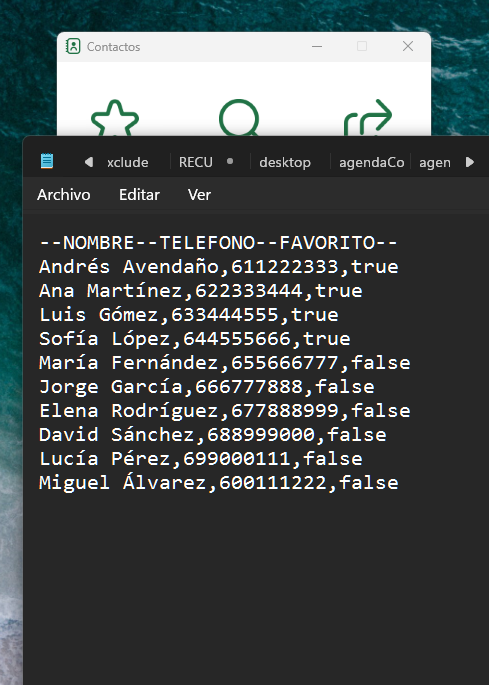 Contactos
xclude RECU desktop agendaCo agen
Archivo Editar Ver
--NOMBRE--TELEFONO--FAVORITO--
Andrés Avendaño,611222333,true
Ana Martínez,622333444,true
Luis Gómez,633444555,true
Sofía López,644555666,true
María Fernández,655666777,false
Jorge García,666777888,false
Elena Rodríguez,677888999,false
David Sánchez,688999000,false
Lucía Pérez,699000111,false
Miguel Álvarez,600111222,false